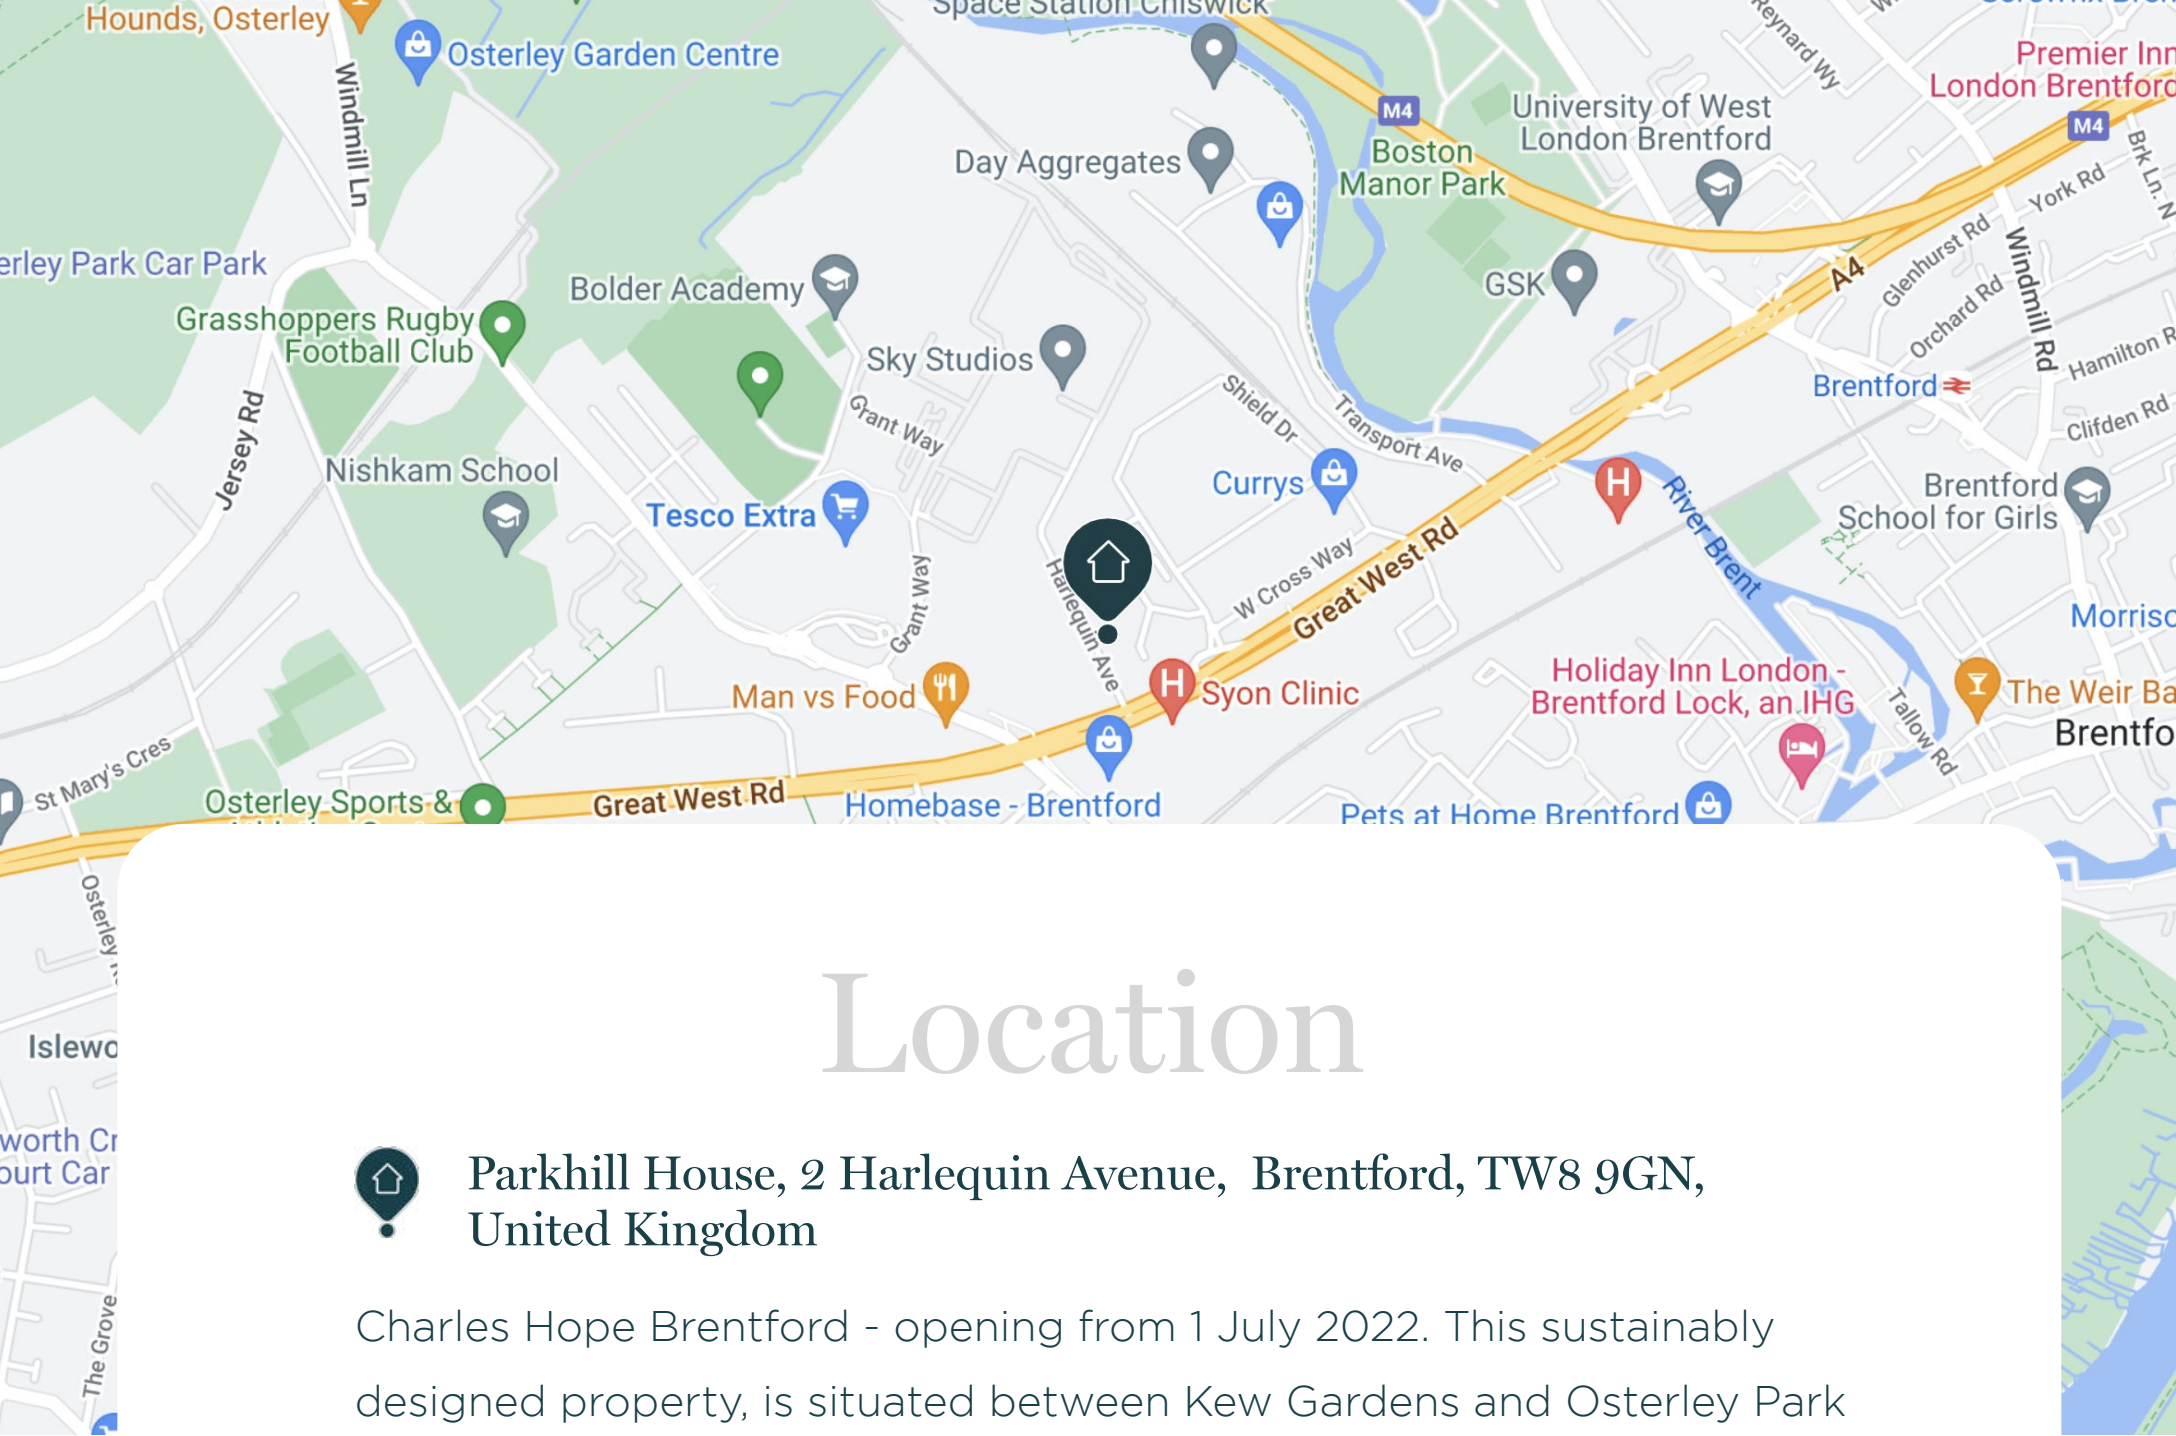 Space Station Chiswick
Hounds, Osterley
Osterley Garden Centre
Reynard Wy
Premier Inn
London Brentford
M4
M4
University of West
London Brentford
Windmill Ln
Boston
Manor Park
Day Aggregates
York Rd
Brk Ln. N
Glenhurst Rd
Windmill Rd
A4
Park Car Park
Bolder Academy
GSK
Orchard Rd
Grasshoppers Rugby
Football Club
Hamilton R
Sky Studios
Brentford
Shield Dr
Transport Ave
Grant Way
Clifden Rd
Jersey Rd
Nishkam School
Currys
H
River Brent
Brentford
School for Girls
Tesco Extra
Great West Rd
W Cross Way
Harlequin Ave
Grant Way
Holiday Inn London -
Brentford Lock, an IHG
Man vs Food
H
Syon Clinic
The Weir Ba
Tallow Rd
Brentfo
St Mary's Cres
Osterley Sports &
Great West Rd
Homebase - Brentford
Pets at Home Brentford
Osterley
Islewo
worth Cr
ourt Car
The Grove
Location
Parkhill House, 2 Harlequin Avenue, Brentford, TW8 9GN,
United Kingdom
Charles Hope Brentford - opening from 1 July 2022. This sustainably
designed property, is situated between Kew Gardens and Osterley Park